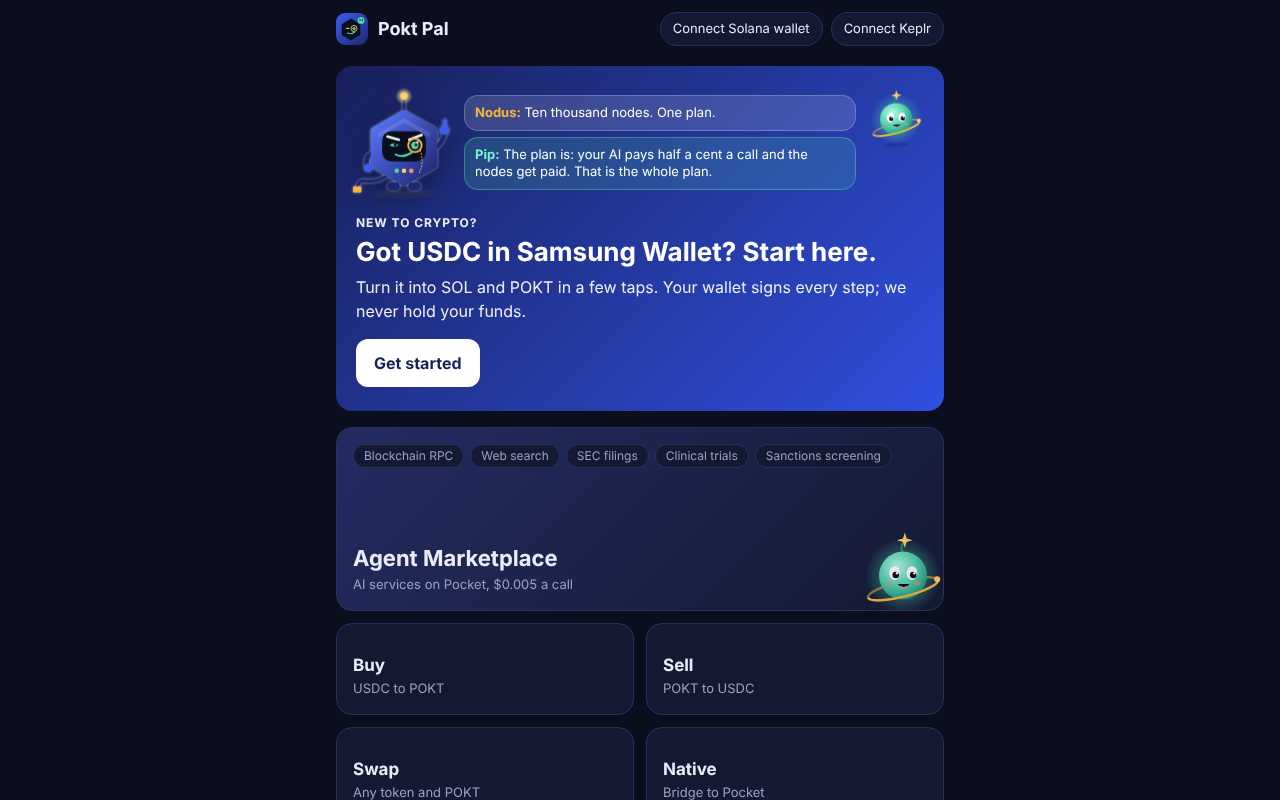 Pokt Pal
Connect Solana wallet
Connect Keplr
Nodus: Ten thousand nodes. One plan.
Pip: The plan is: your AI pays half a cent a call and the
nodes get paid. That is the whole plan.
NEW TO CRYPTO?
Got USDC in Samsung Wallet? Start here.
Turn it into SOL and POKT in a few taps. Your wallet signs every step; we
never hold your funds.
Get started
Blockchain RPC
Web search
SEC filings
Clinical trials
Sanctions screening
Agent Marketplace
AI services on Pocket, $0.005 a call
Buy
USDC to POKT
Sell
POKT to USDC
Swap
Any token and POKT
Native
Bridge to Pocket